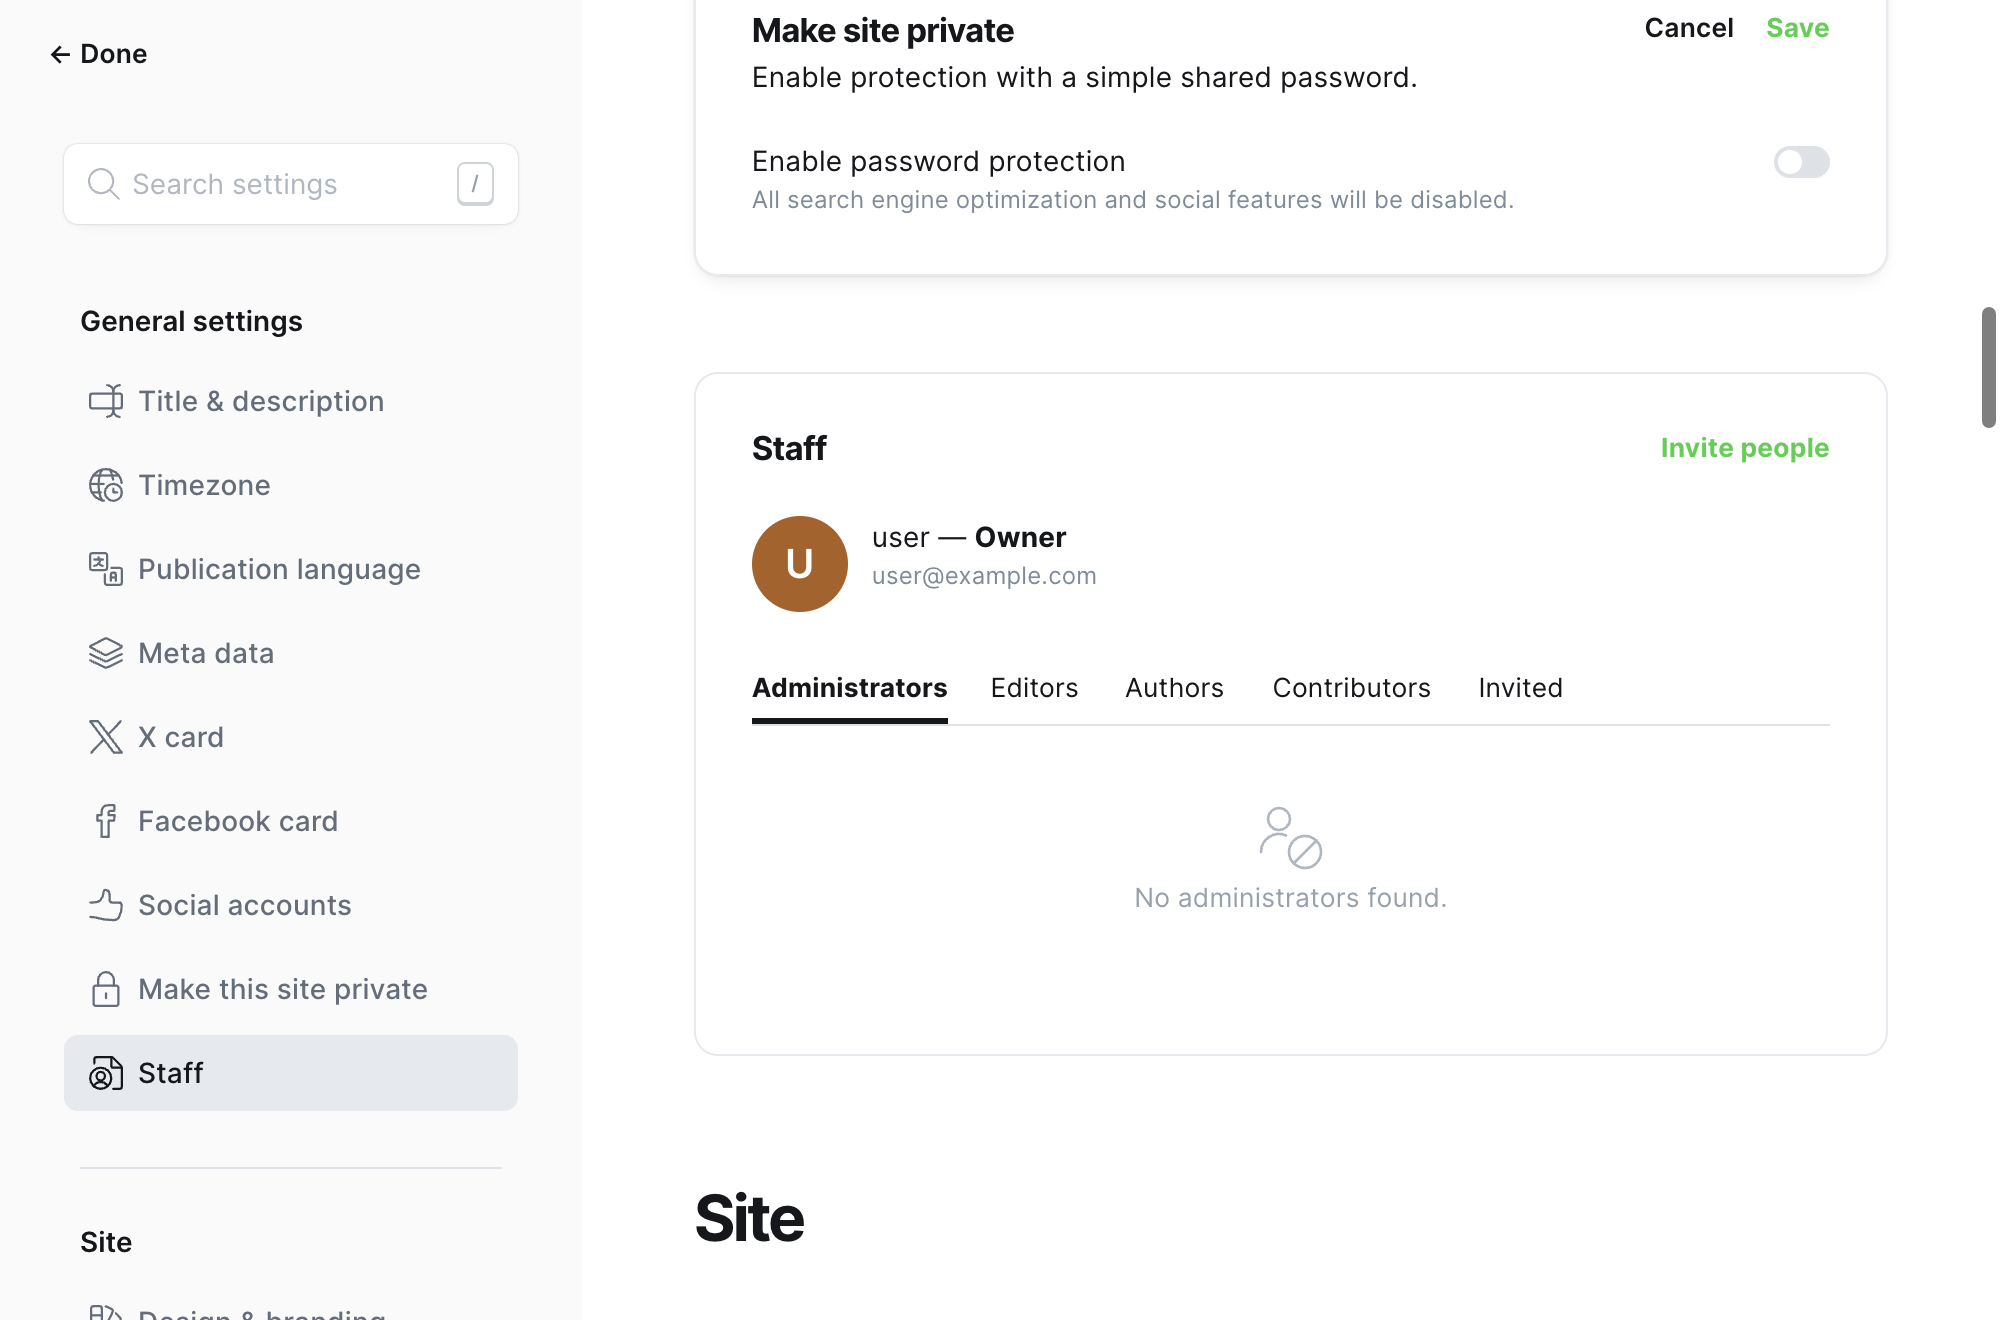 Done
Search settings
/
General settings
Title & description
Timezone
Publication language
Meta data
X card
Facebook card
Social accounts
Make this site private
Staff
Site
Design & branding
Make site private
Cancel
Save
Enable protection with a simple shared password.
Enable password protection
All search engine optimization and social features will be disabled.
Staff
Invite people
U
user — Owner
user@example.com
Administrators
Editors
Authors
Contributors
Invited
No administrators found.
Site